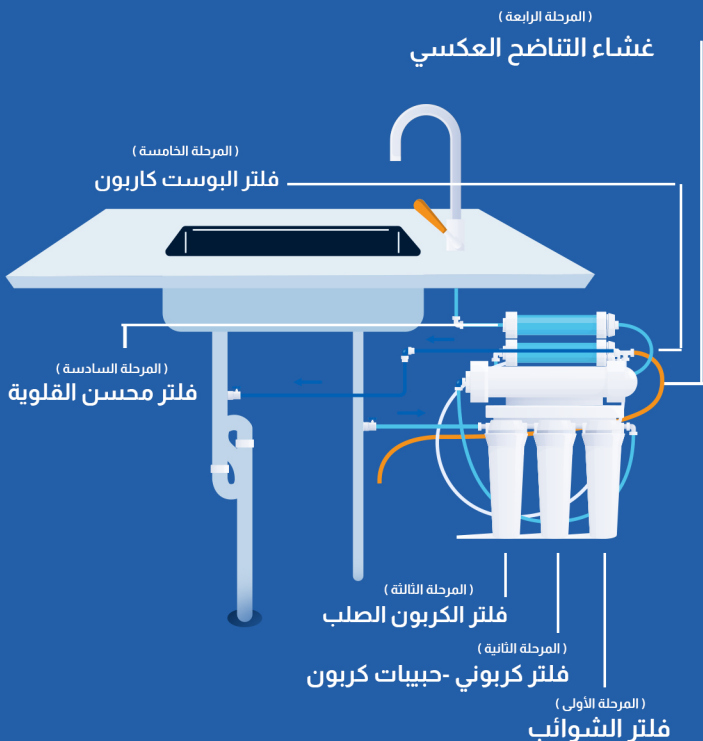 ( المرحلة الرابعة )
غشاء التناضح العكسي
( المرحلة الخامسة )
فلتر البوست كاربون
( المرحلة السادسة )
فلتر محسن القلوية
( المرحلة الثالثة )
فلتر الكربون الصلب
( المرحلة الثانية )
فلتر كربوني -حبيبات كربون
( المرحلة الأولى )
فلتر الشوائب